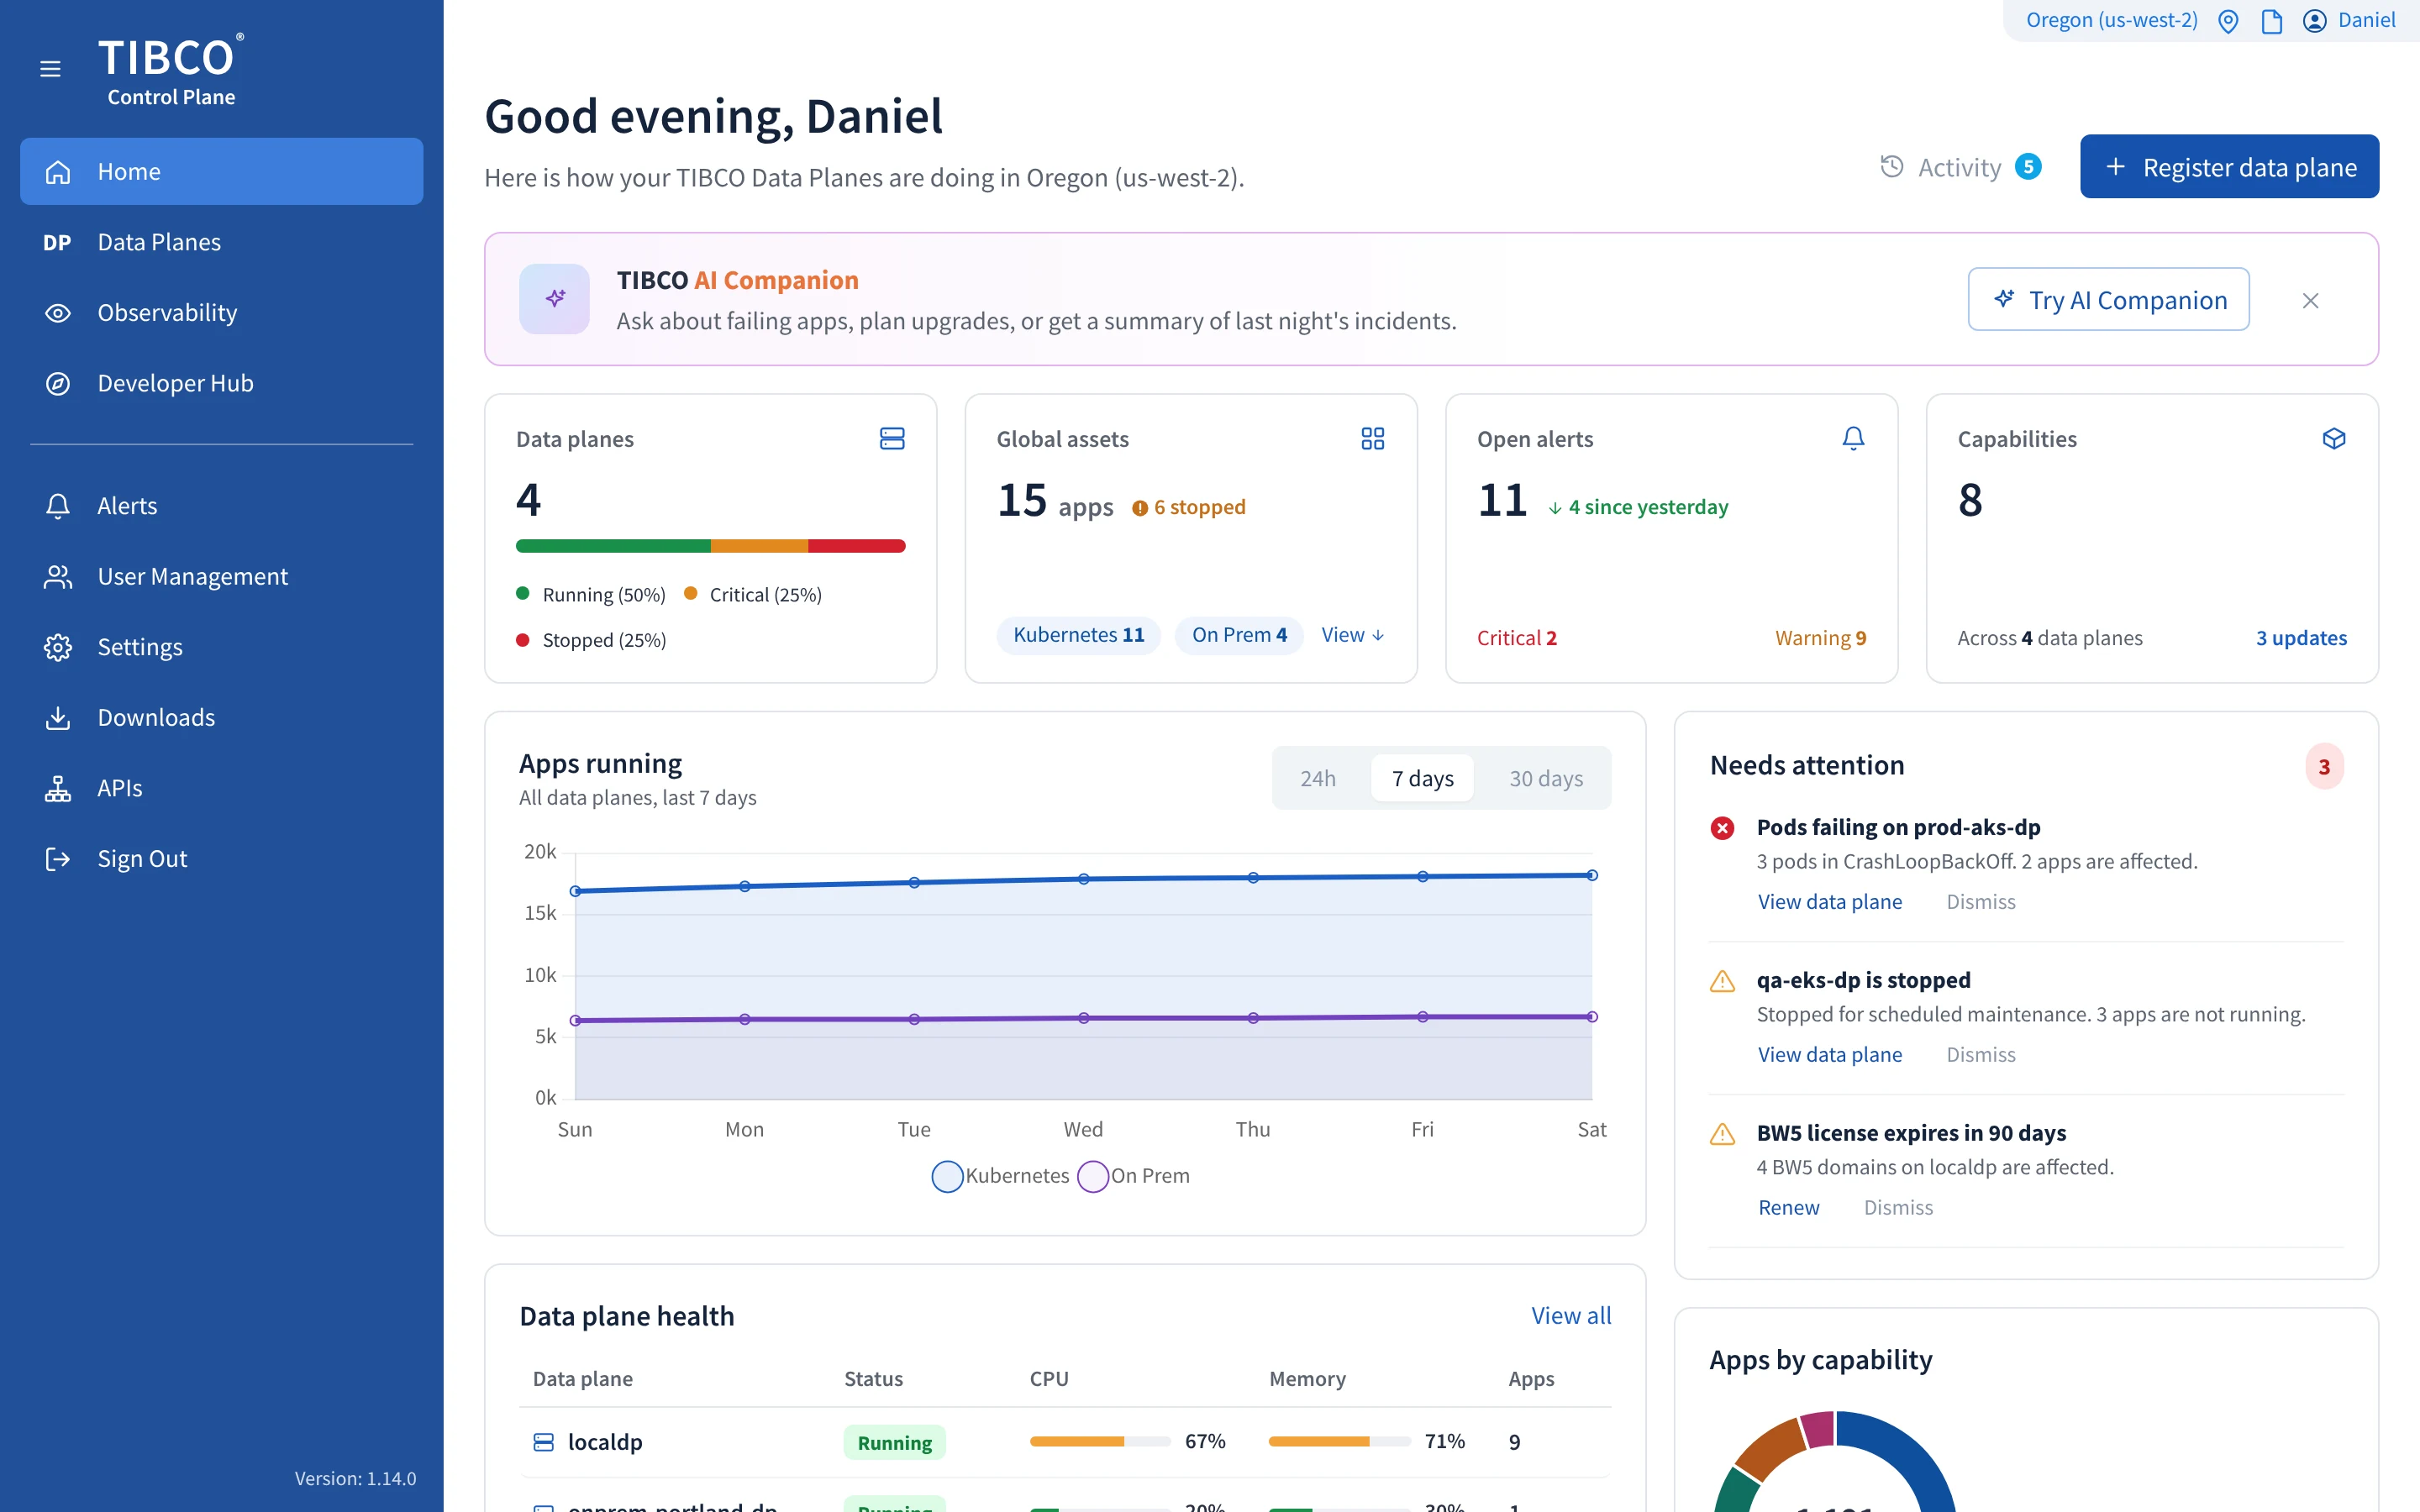 TIBCO®
Control Plane
Home
DP Data Planes
Observability
Developer Hub
Alerts
User Management
Settings
Downloads
APIs
Sign Out
Version: 1.14.0
Oregon (us-west-2)
Daniel
Good evening, Daniel
Here is how your TIBCO Data Planes are doing in Oregon (us-west-2).
Activity 5
Register data plane
TIBCO AI Companion
Ask about failing apps, plan upgrades, or get a summary of last night's incidents.
Try AI Companion
Data planes
4
Running (50%)
Critical (25%)
Stopped (25%)
Global assets
15 apps
6 stopped
Kubernetes 11
On Prem 4
View
Open alerts
11
4 since yesterday
Critical 2
Warning 9
Capabilities
8
Across 4 data planes
3 updates
Apps running
All data planes, last 7 days
24h
7 days
30 days
20k
15k
10k
5k
0k
Sun
Mon
Tue
Wed
Thu
Fri
Sat
Kubernetes
On Prem
Needs attention
3
Pods failing on prod-aks-dp
3 pods in CrashLoopBackOff. 2 apps are affected.
View data plane
Dismiss
qa-eks-dp is stopped
Stopped for scheduled maintenance. 3 apps are not running.
View data plane
Dismiss
BW5 license expires in 90 days
4 BW5 domains on localdp are affected.
Renew
Dismiss
Data plane health
View all
Data plane
Status
CPU
Memory
Apps
localdp
Running
67%
71%
9
onprem-portland-dp
Running
20%
30%
1
Apps by capability